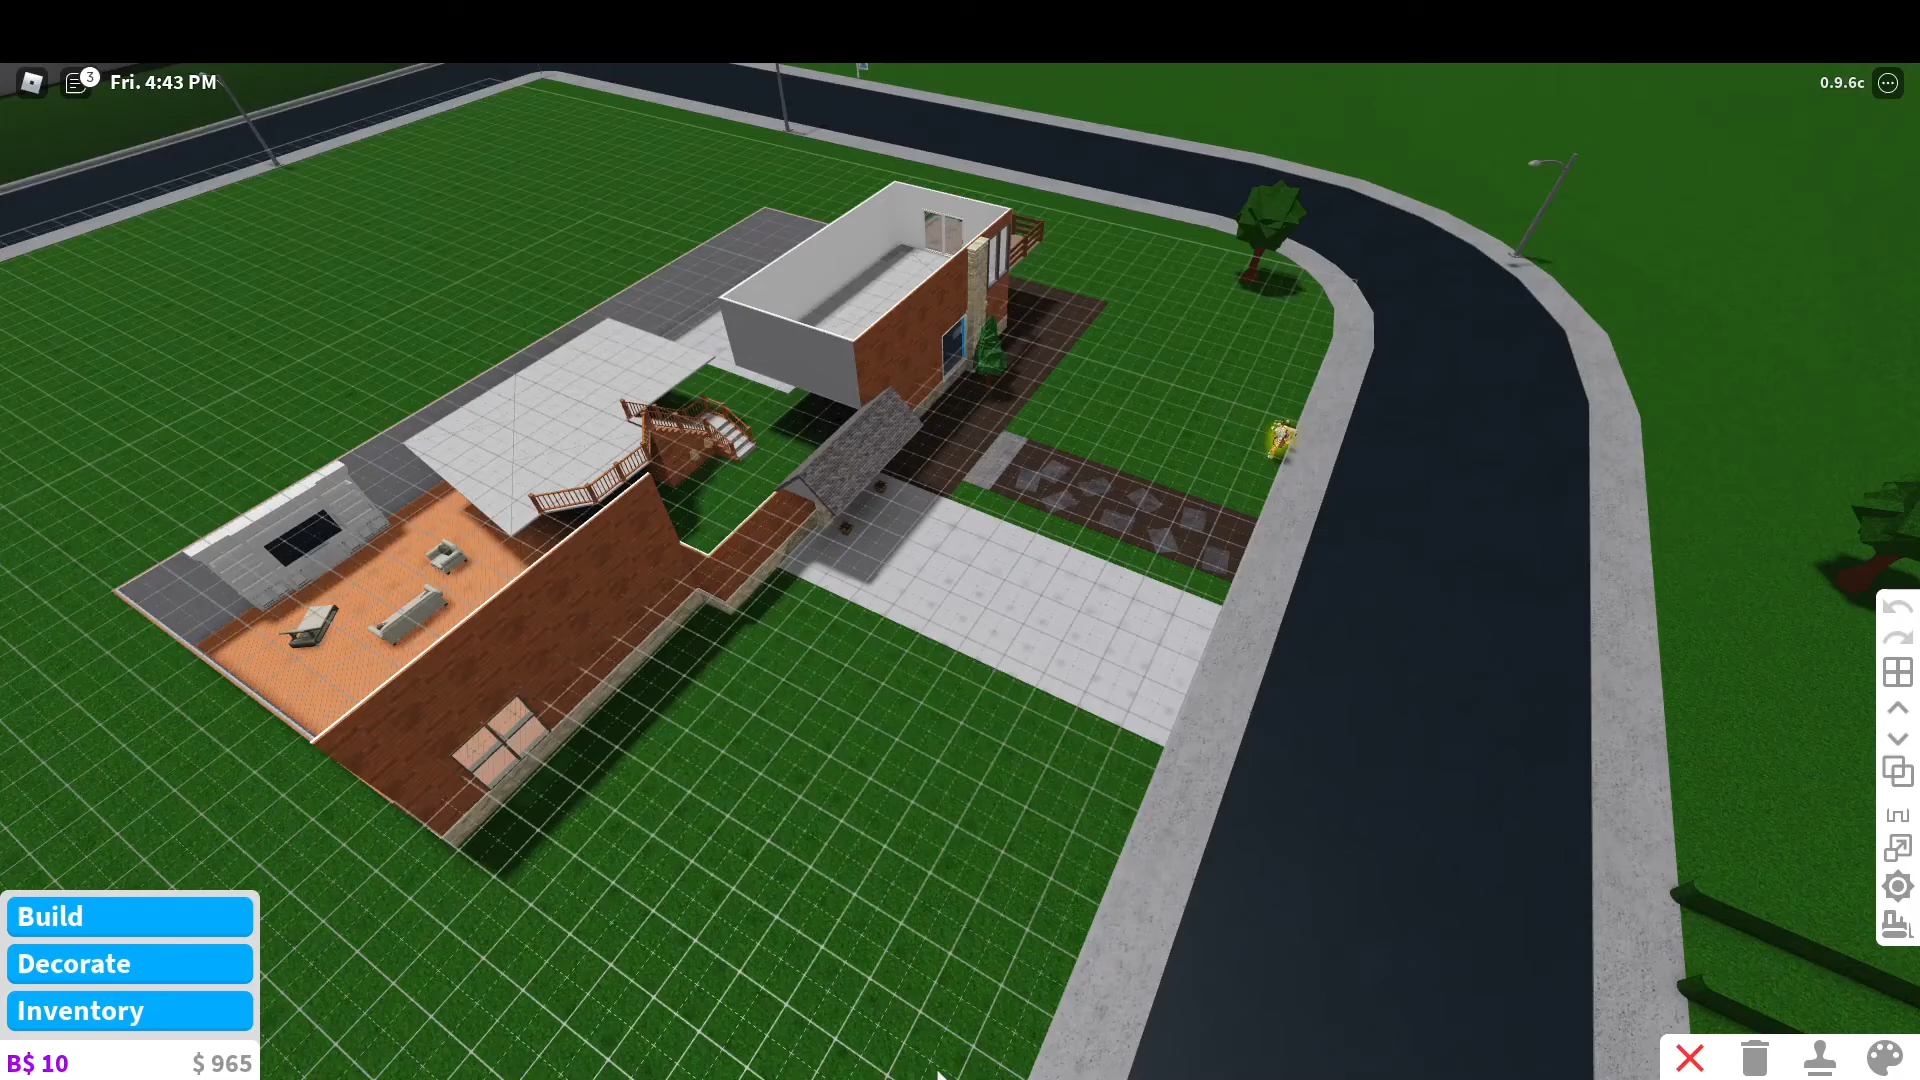 3
Fri. 4:43 PM
0.9.6c
Build
Decorate
Inventory
B$ 10
$ 965